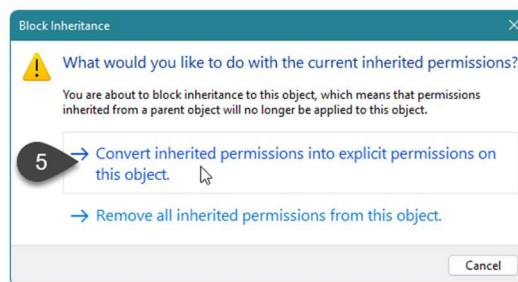 Block Inheritance
What would you like to do with the current inherited permissions?
You are about to block inheritance to this object, which means that permissions
inherited from a parent object will no longer be applied to this object.
5
→ Convert inherited permissions into explicit permissions on
this object.
→ Remove all inherited permissions from this object.
Cancel